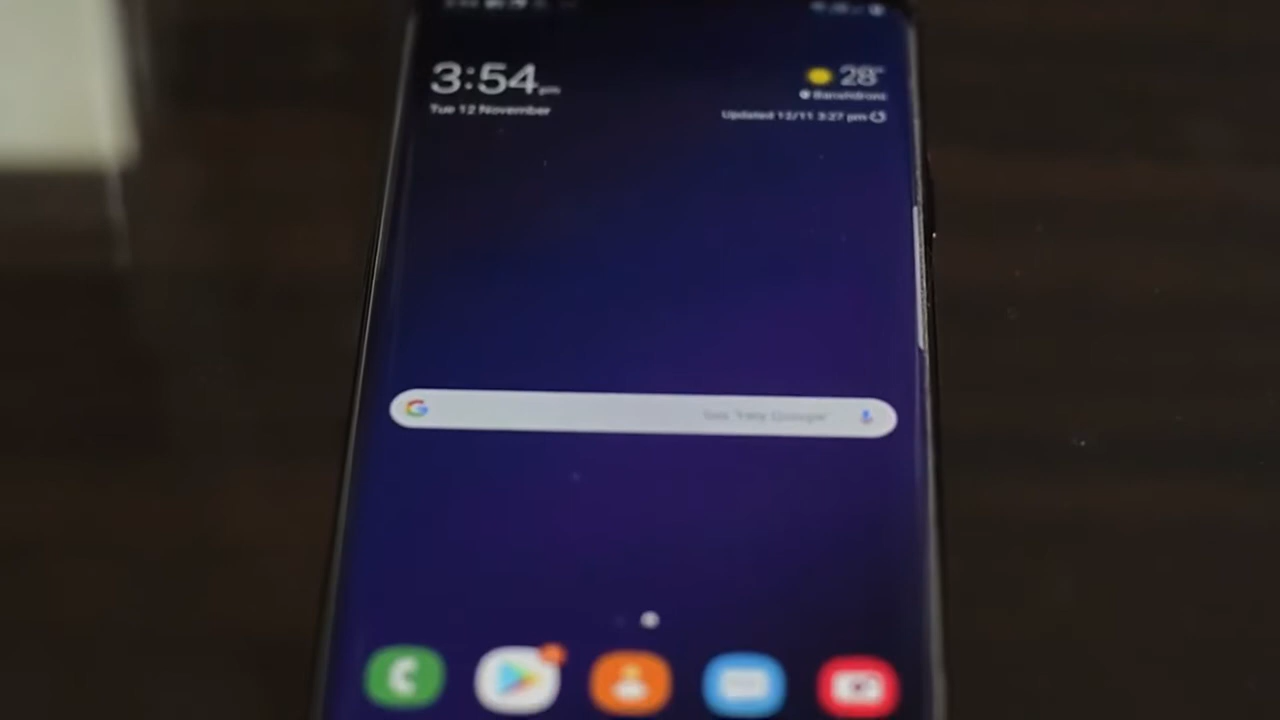 3:54 pm
28°
Tue 12 November
Updated 12/11 3:27 pm
G